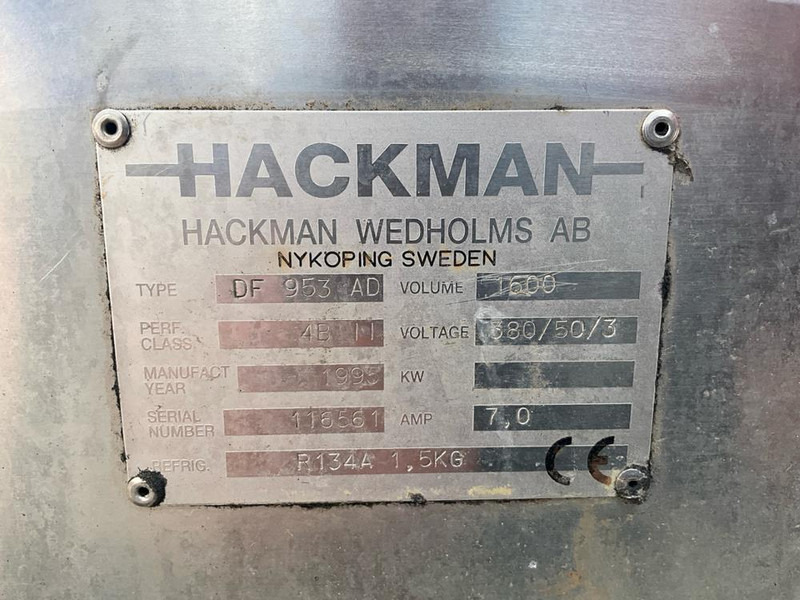 HACKMAN
HACKMAN WEDHOLMS AB
NYKÖPING SWEDEN
TYPE DF 953 AD VOLUME 1600
PERF. CLASS 4B II VOLTAGE 380/50/3
MANUFACT YEAR 1995 KW
SERIAL NUMBER 116561 AMP 7,0
REFRIG. R134A 1,5KG CE